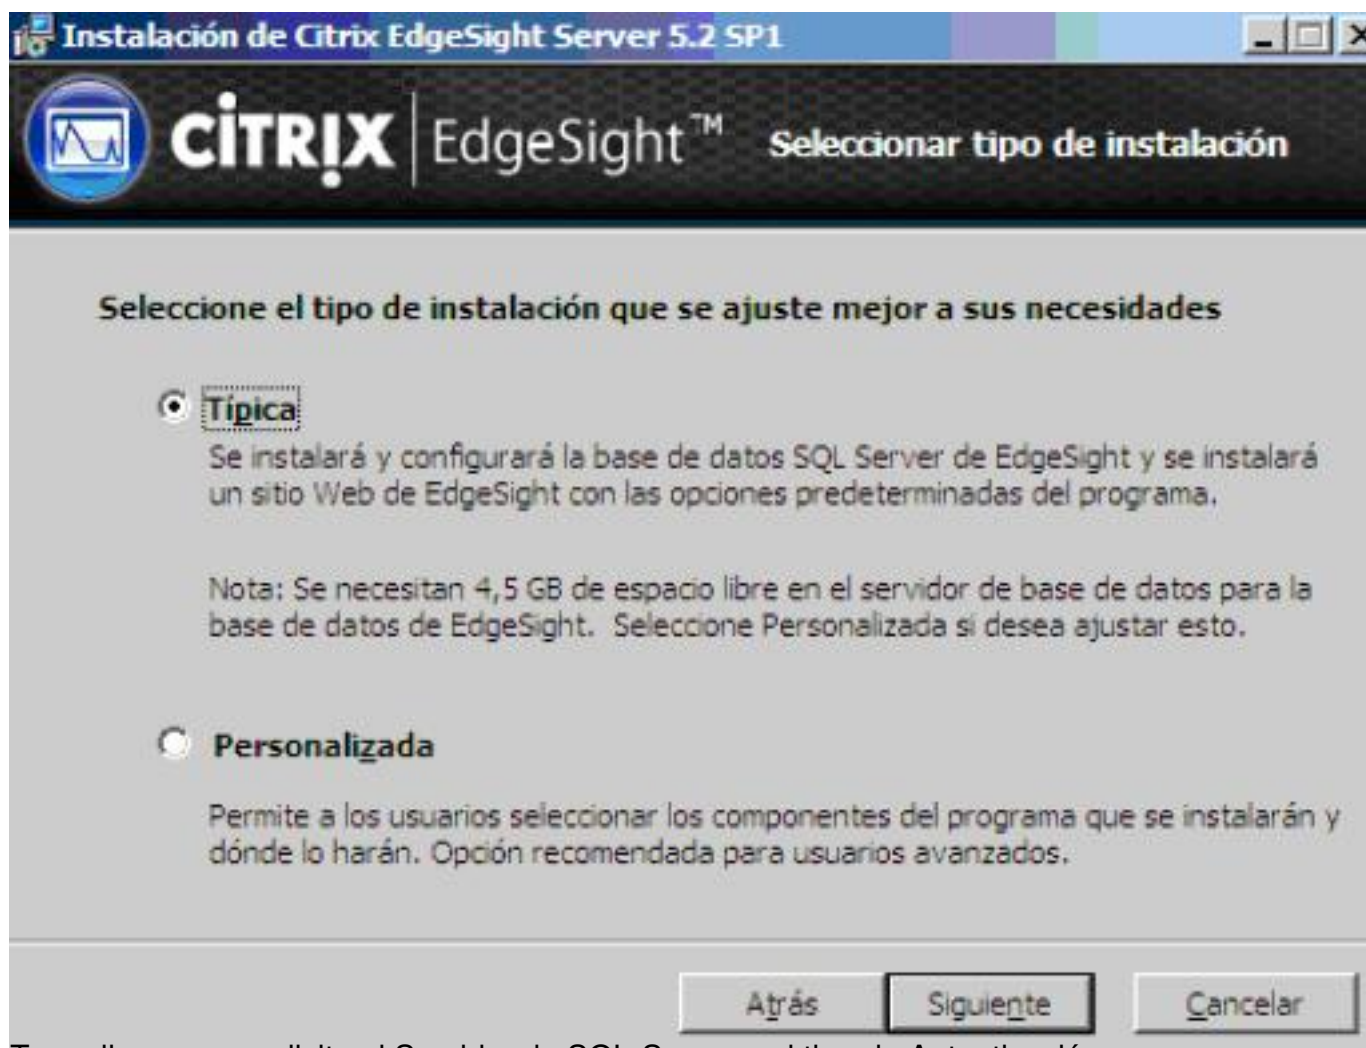 Instalación de Citrix EdgeSight Server 5.2 SP1
CITRIX EdgeSight™ Seleccionar tipo de instalación
Seleccione el tipo de instalación que se ajuste mejor a sus necesidades
Típica
Se instalará y configurará la base de datos SQL Server de EdgeSight y se instalará
un sitio Web de EdgeSight con las opciones predeterminadas del programa.
Nota: Se necesitan 4,5 GB de espacio libre en el servidor de base de datos para la
base de datos de EdgeSight. Seleccione Personalizada si desea ajustar esto.
Personalizada
Permite a los usuarios seleccionar los componentes del programa que se instalarán y
dónde lo harán. Opción recomendada para usuarios avanzados.
Atrás Siguiente Cancelar